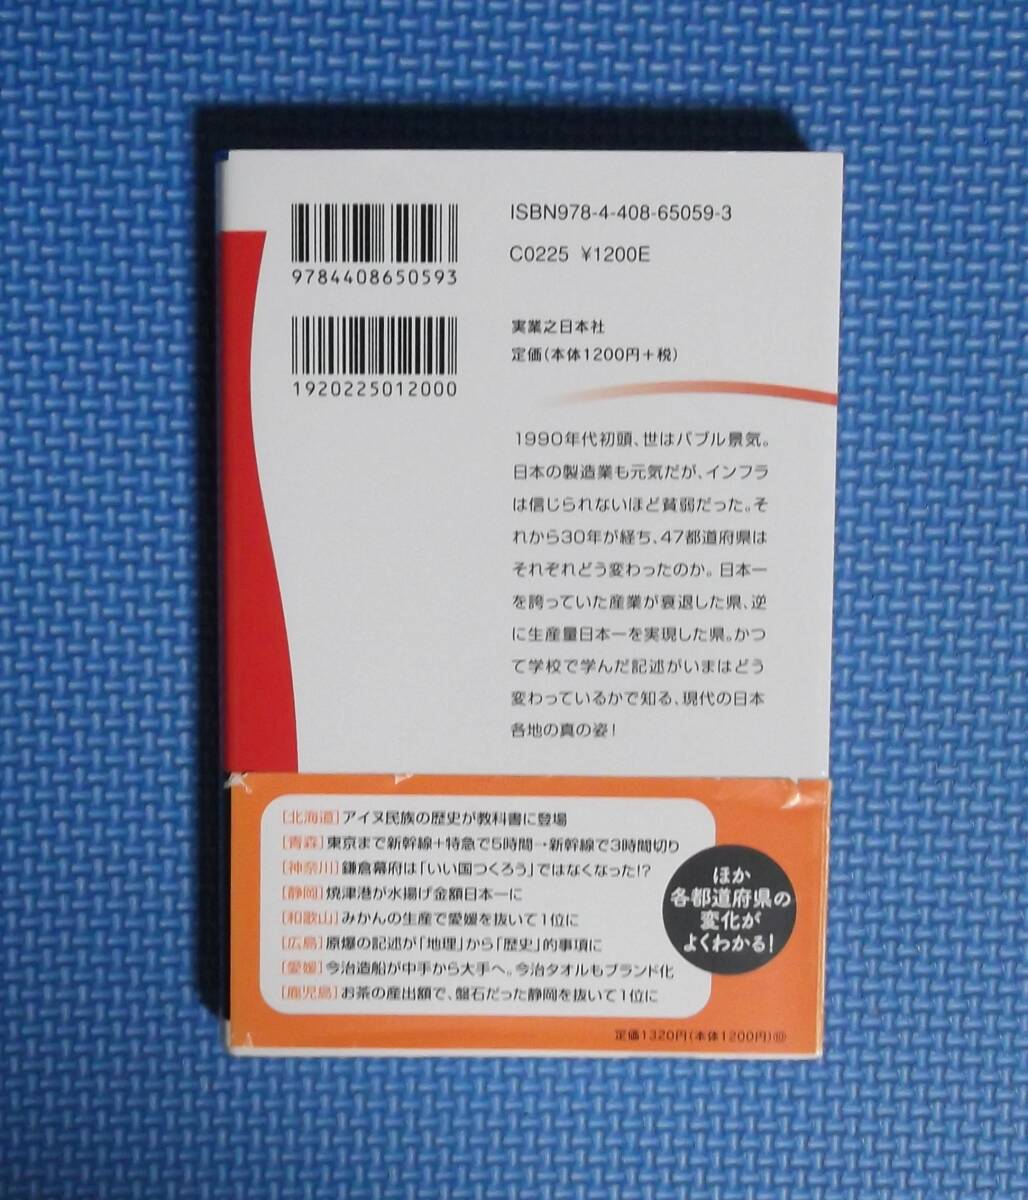 9784408650593
1920225012000
ISBN978-4-408-65059-3
C0225 ¥1200E
実業之日本社
定価(本体1200円+税)
1990年代初頭、世はバブル景気。
日本の製造業も元気だが、インフラ
は信じられないほど貧弱だった。そ
れから30年が経ち、47都道府県は
それぞれどう変わったのか。日本一
を誇っていた産業が衰退した県、逆
に生産量日本一を実現した県。かつ
て学校で学んだ記述がいまはどう
変わっているかで知る、現代の日本
各地の真の姿!
[北海道]アイヌ民族の歴史が教科書に登場
[青森]東京まで新幹線+特急で5時間→新幹線で3時間切り
[神奈川]鎌倉幕府は「いい国つくろう」ではなくなった!?
[静岡]焼津港が水揚げ金額日本一に
[和歌山]みかんの生産で愛媛を抜いて1位に
[広島]原爆の記述が「地理」から「歴史」的事項に
[愛媛]今治造船が中手から大手へ。今治タオルもブランド化
[鹿児島]お茶の産出額で、盤石だった静岡を抜いて1位に
ほか
各都道府県の
変化が
よくわかる!
定価1320円(本体1200円)⑩